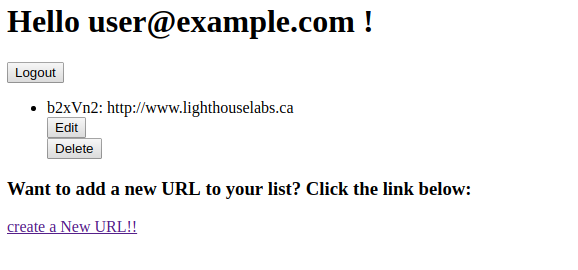 Hello user@example.com !
Logout
b2xVn2: http://www.lighthouselabs.ca
Edit
Delete
Want to add a new URL to your list? Click the link below:
create a New URL!!